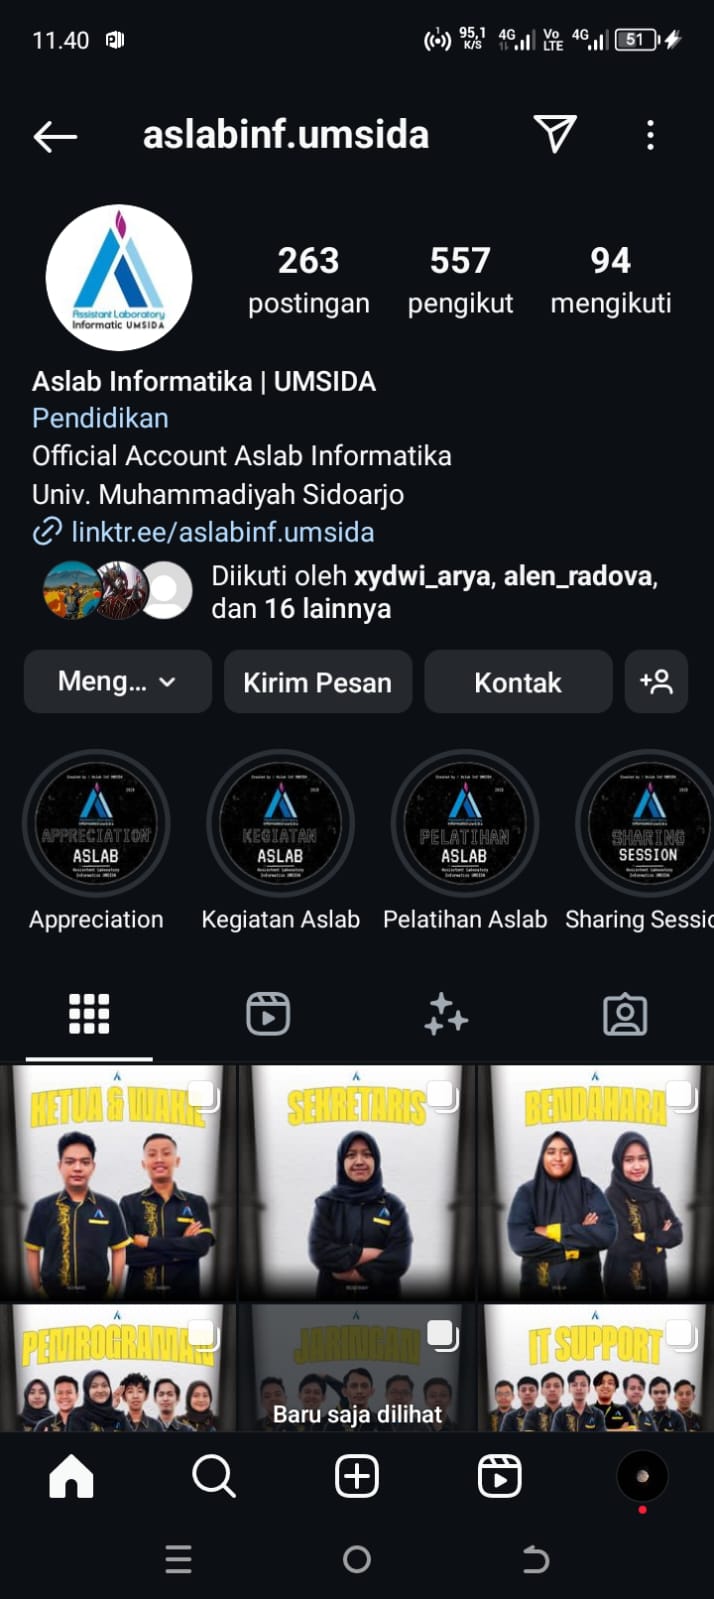 11.40
95,1 K/S 4G Vo LTE 4G 51
aslabinf.umsida
Assistant Laboratory
Informatic UMSIDA
263 557 94
postingan pengikut mengikuti
Aslab Informatika | UMSIDA
Pendidikan
Official Account Aslab Informatika
Univ. Muhammadiyah Sidoarjo
linktr.ee/aslabinf.umsida
Diikuti oleh xydwi_arya, alen_radova,
dan 16 lainnya
Meng... Kirim Pesan Kontak
APPRECIATION KEGIATAN PELATIHAN SHARING
ASLAB ASLAB ASLAB SESSION
Appreciation Kegiatan Aslab Pelatihan Aslab Sharing Sessio
KETUA & WAKIL SEKRETARIS BENDAHARA
PEMROGRAMAN JARINGAN IT SUPPORT
Baru saja dilihat